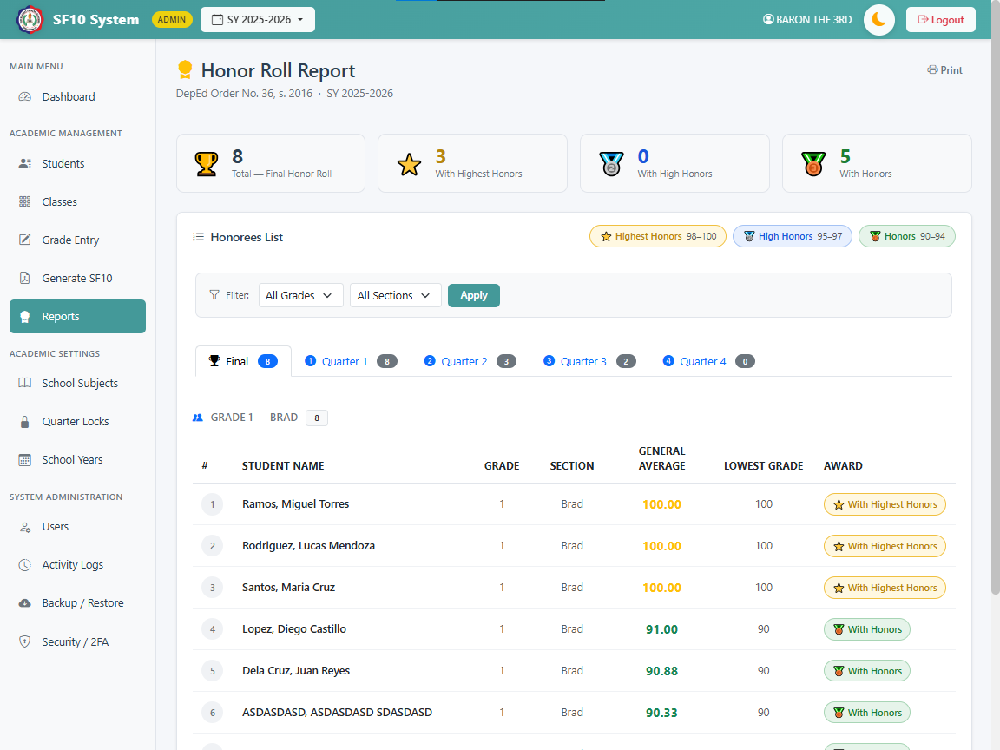 SF10 System ADMIN SY 2025-2026 BARON THE 3RD Logout
MAIN MENU
Dashboard
ACADEMIC MANAGEMENT
Students
Classes
Grade Entry
Generate SF10
Reports
ACADEMIC SETTINGS
School Subjects
Quarter Locks
School Years
SYSTEM ADMINISTRATION
Users
Activity Logs
Backup / Restore
Security / 2FA
Honor Roll Report
Print
DepEd Order No. 36, s. 2016 · SY 2025-2026
8
Total — Final Honor Roll
3
With Highest Honors
2
0
With High Honors
3
5
With Honors
Honorees List
Highest Honors 98–100
High Honors 95–97
Honors 90–94
Filter: All Grades All Sections Apply
Final 8 1 Quarter 1 8 2 Quarter 2 3 3 Quarter 3 2 4 Quarter 4 0
GRADE 1 — BRAD 8
# STUDENT NAME GRADE SECTION GENERAL AVERAGE LOWEST GRADE AWARD
1 Ramos, Miguel Torres 1 Brad 100.00 100 With Highest Honors
2 Rodriguez, Lucas Mendoza 1 Brad 100.00 100 With Highest Honors
3 Santos, Maria Cruz 1 Brad 100.00 100 With Highest Honors
4 Lopez, Diego Castillo 1 Brad 91.00 90 With Honors
5 Dela Cruz, Juan Reyes 1 Brad 90.88 90 With Honors
6 ASDASDASD, ASDASDASD SDASDASD 1 Brad 90.33 90 With Honors